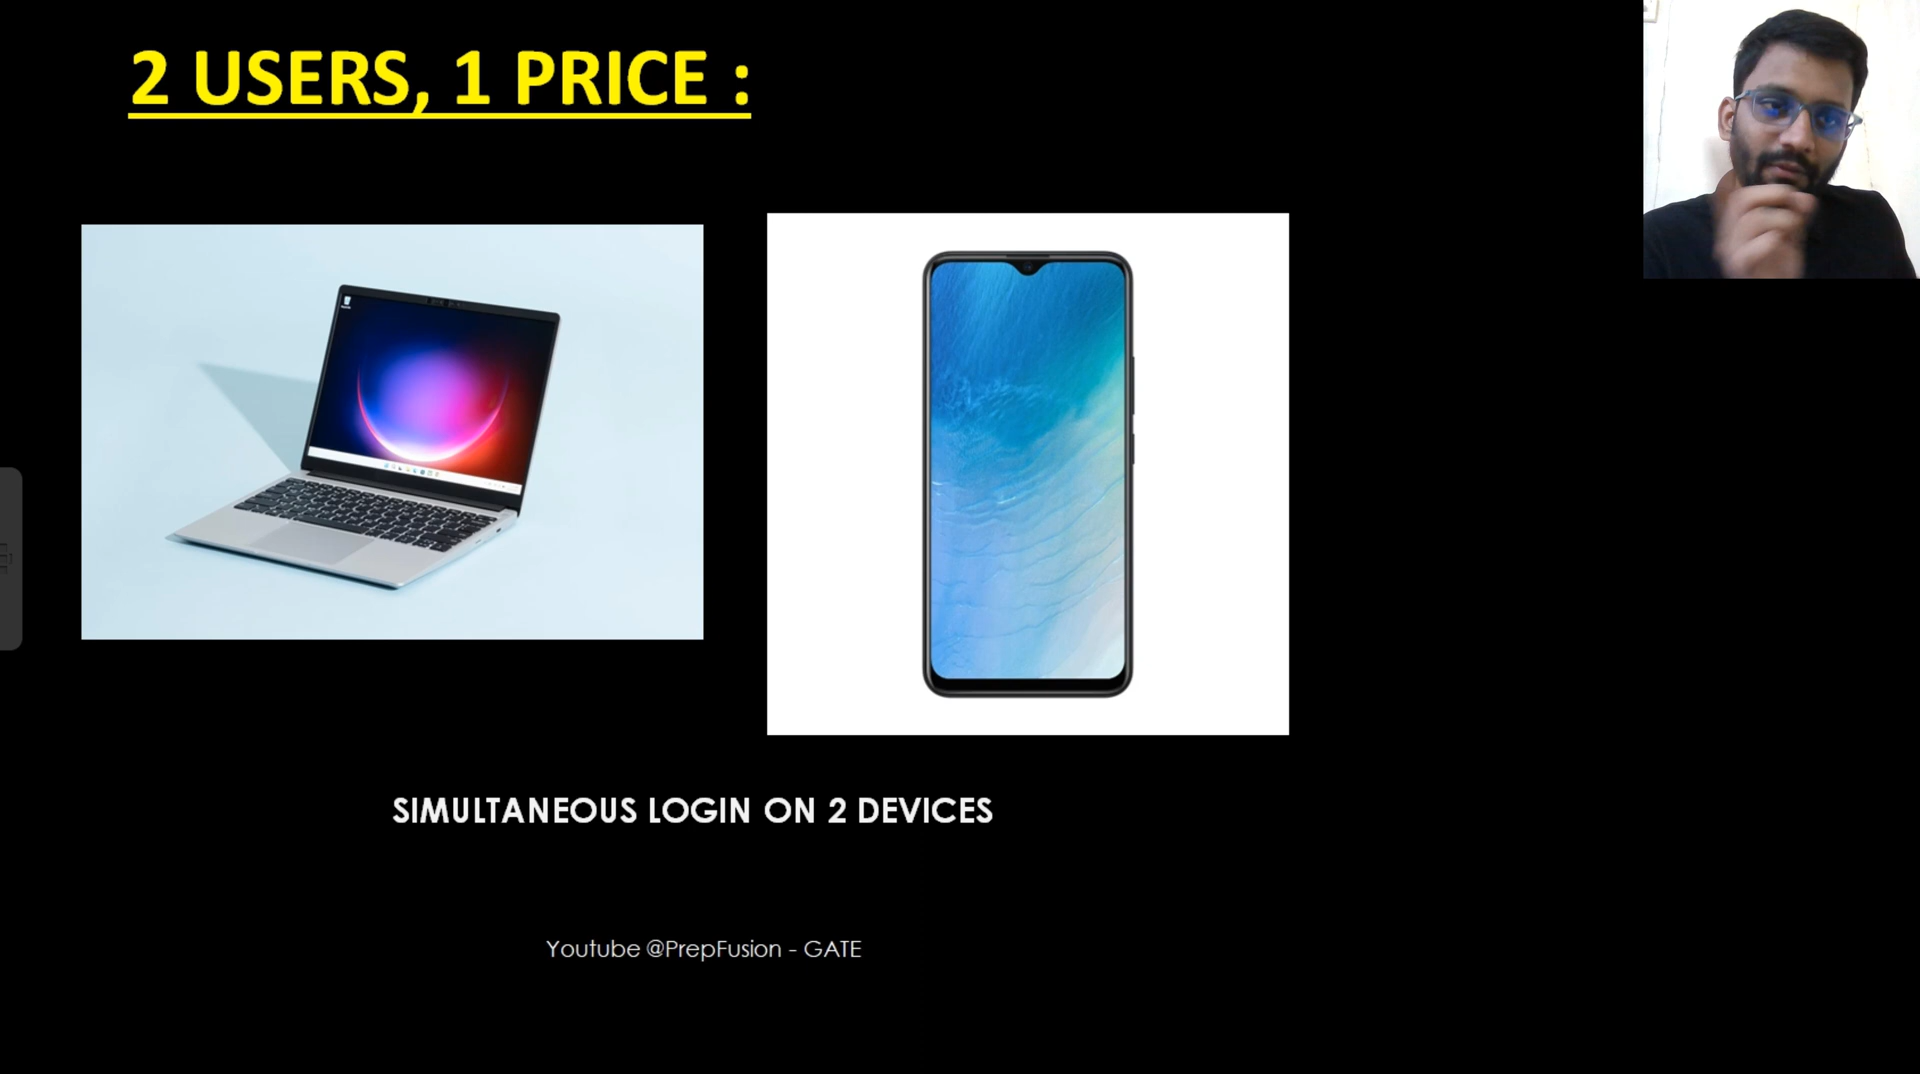 2 USERS, 1 PRICE :
SIMULTANEOUS LOGIN ON 2 DEVICES
Youtube @PrepFusion - GATE